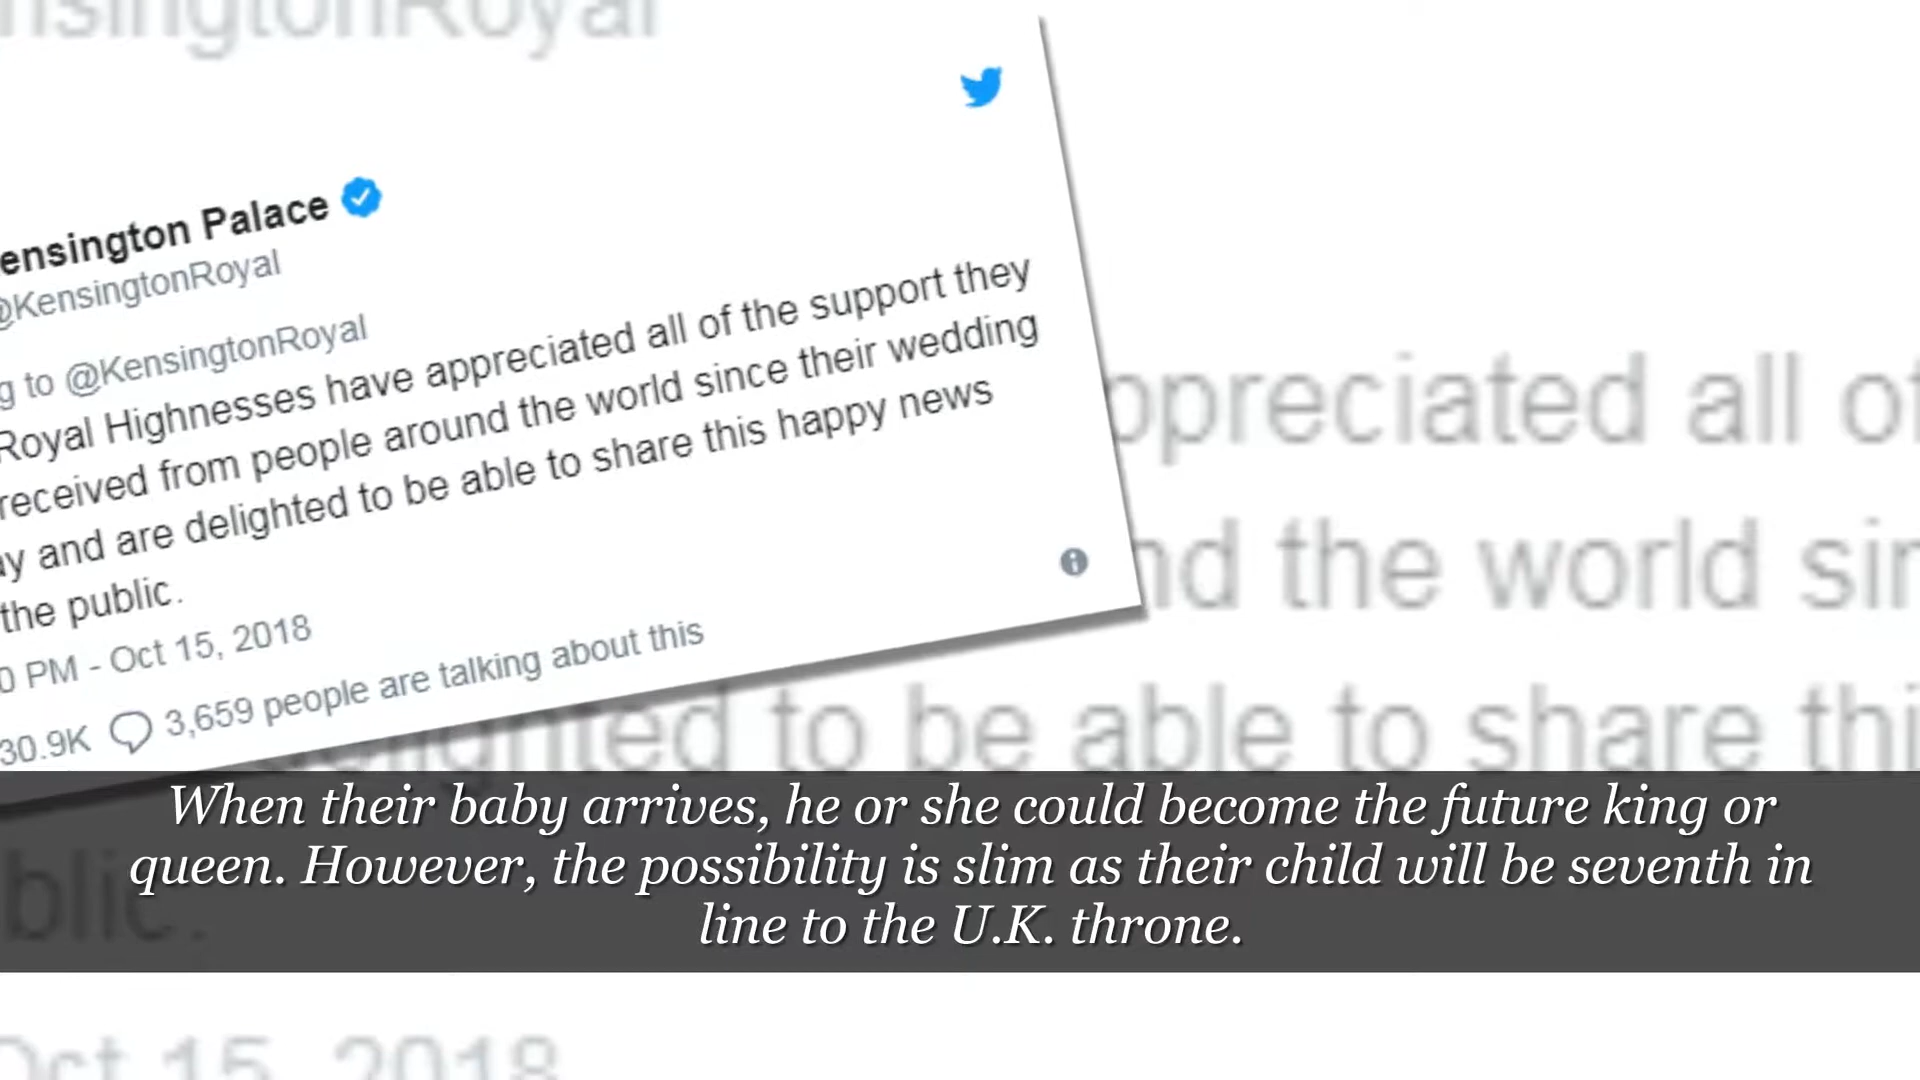 nsingtonRoyal
ensington Palace
@KensingtonRoyal
g to @KensingtonRoyal
Royal Highnesses have appreciated all of the support they
received from people around the world since their wedding
ay and are delighted to be able to share this happy news
the public.
0 PM - Oct 15, 2018
30.9K 3,659 people are talking about this
ppreciated all of
nd the world sin
delighted to be able to share thi
When their baby arrives, he or she could become the future king or
queen. However, the possibility is slim as their child will be seventh in
line to the U.K. throne.
blic.
Oct 15, 2018